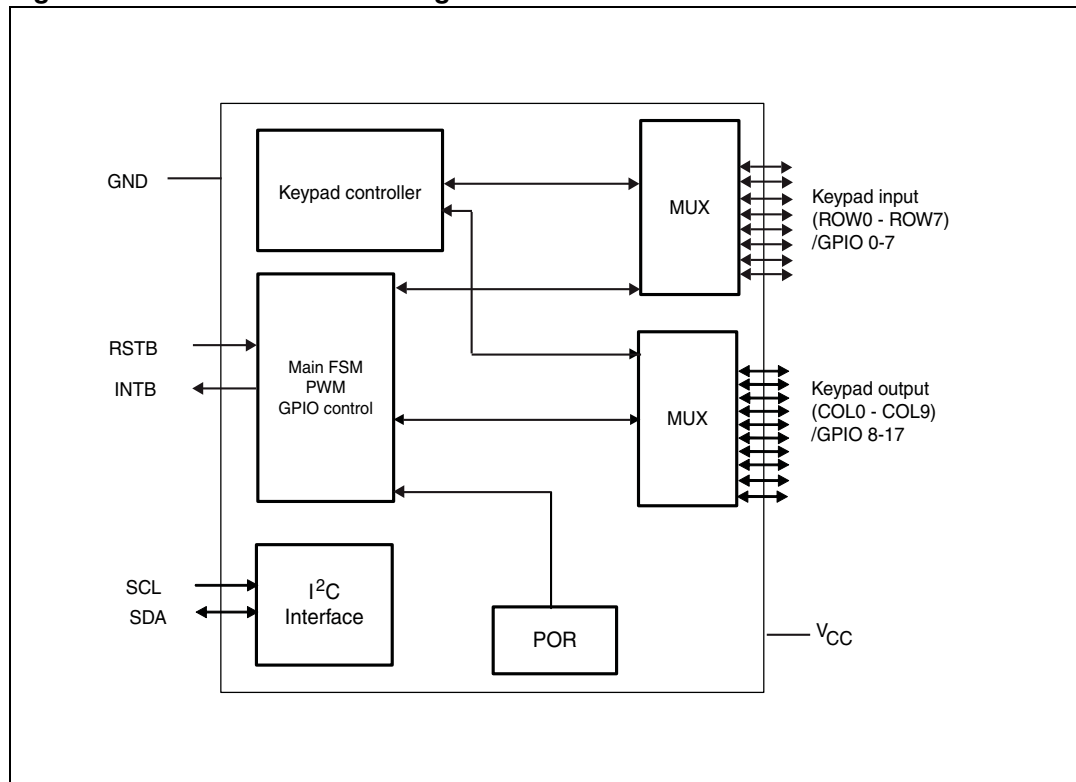 GND
Keypad controller
MUX
Keypad input
(ROW0 - ROW7)
/GPIO 0-7
RSTB
INTB
Main FSM
PWM
GPIO control
MUX
Keypad output
(COL0 - COL9)
/GPIO 8-17
SCL
SDA
I²C
Interface
POR
VCC